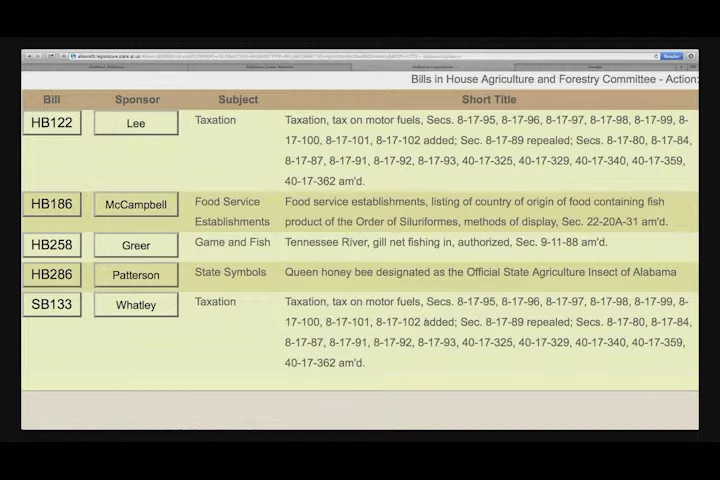 Reader
Bills in House Agriculture and Forestry Committee - Action:
Bill Sponsor Subject Short Title
HB122 Lee Taxation Taxation, tax on motor fuels, Secs. 8-17-95, 8-17-96, 8-17-97, 8-17-98, 8-17-99, 8-
17-100, 8-17-101, 8-17-102 added; Sec. 8-17-89 repealed; Secs. 8-17-80, 8-17-84,
8-17-87, 8-17-91, 8-17-92, 8-17-93, 40-17-325, 40-17-329, 40-17-340, 40-17-359,
40-17-362 am'd.
HB186 McCampbell Food Service Food service establishments, listing of country of origin of food containing fish
Establishments product of the Order of Siluriformes, methods of display, Sec. 22-20A-31 am'd.
HB258 Greer Game and Fish Tennessee River, gill net fishing in, authorized, Sec. 9-11-88 am'd.
HB286 Patterson State Symbols Queen honey bee designated as the Official State Agriculture Insect of Alabama
SB133 Whatley Taxation Taxation, tax on motor fuels, Secs. 8-17-95, 8-17-96, 8-17-97, 8-17-98, 8-17-99, 8-
17-100, 8-17-101, 8-17-102 added; Sec. 8-17-89 repealed; Secs. 8-17-80, 8-17-84,
8-17-87, 8-17-91, 8-17-92, 8-17-93, 40-17-325, 40-17-329, 40-17-340, 40-17-359,
40-17-362 am'd.